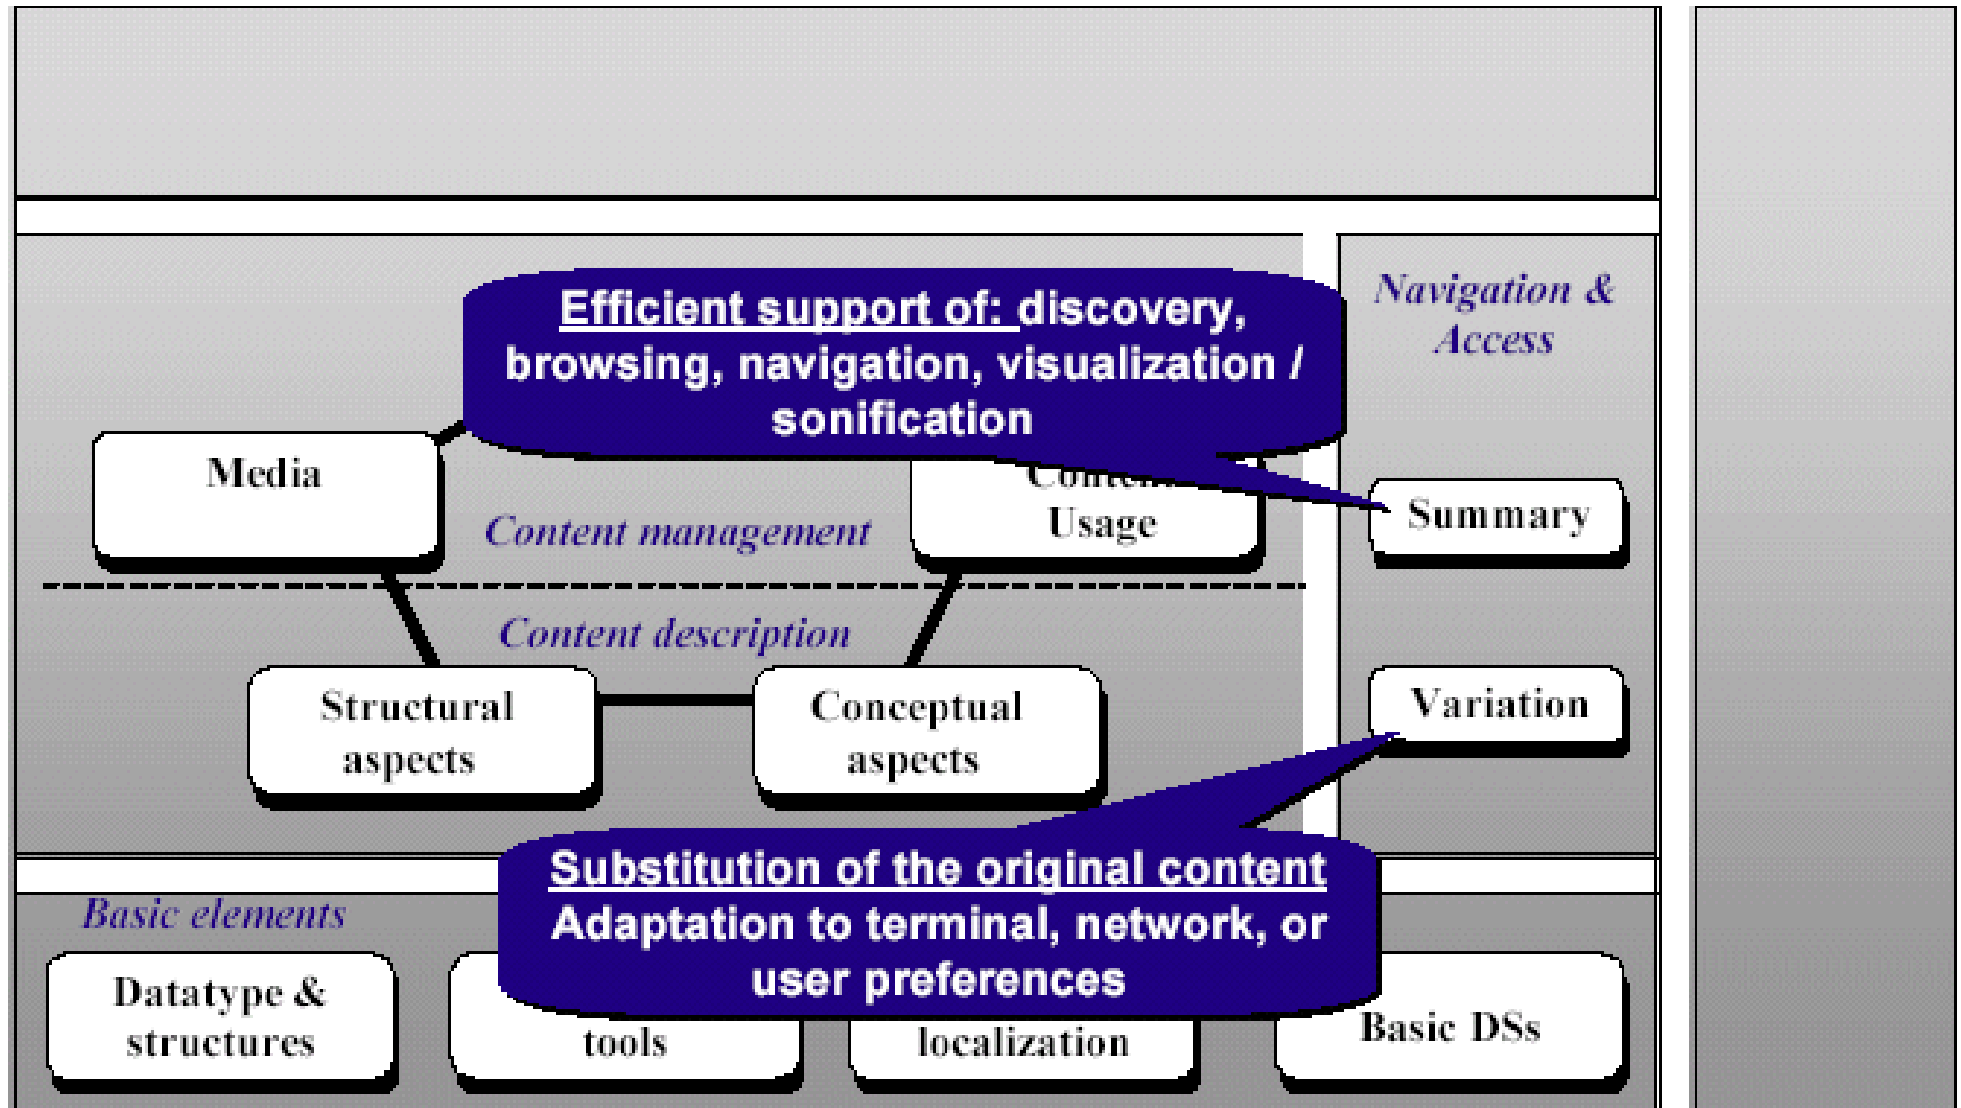 Efficient support of: discovery,
browsing, navigation, visualization /
sonification
Navigation &
Access
Media
Usage
Content management
Summary
Content description
Structural
aspects
Conceptual
aspects
Variation
Substitution of the original content
Adaptation to terminal, network, or
user preferences
Basic elements
Datatype &
structures
tools
localization
Basic DSs